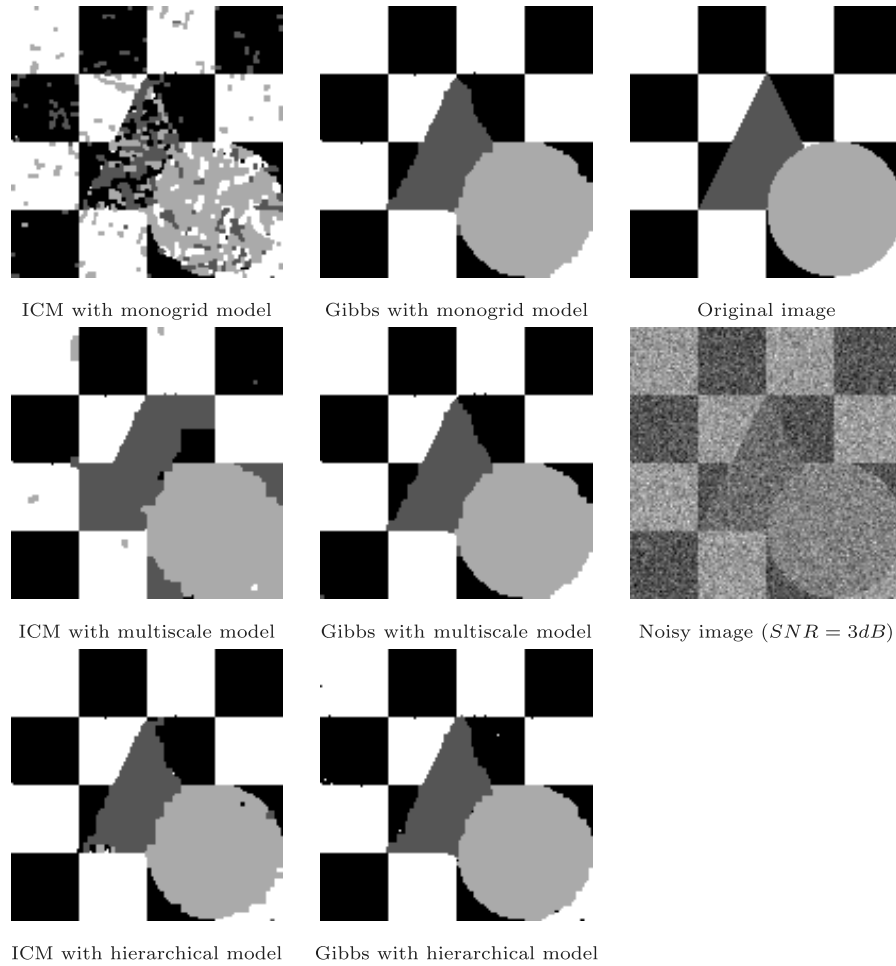 ICM with monogrid model
Gibbs with monogrid model
Original image
ICM with multiscale model
Gibbs with multiscale model
Noisy image (SNR = 3dB)
ICM with hierarchical model
Gibbs with hierarchical model